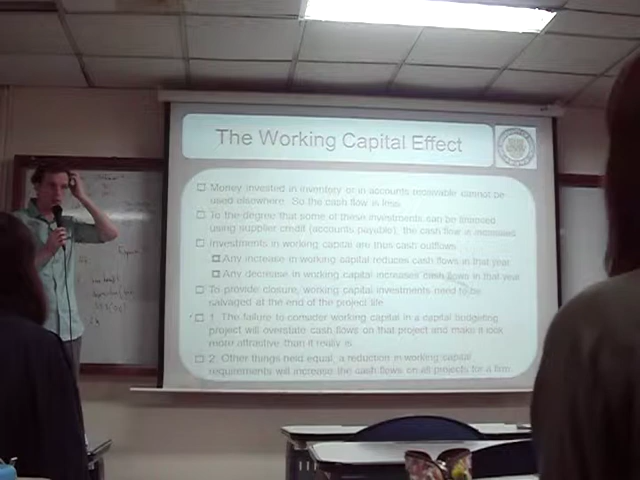 The Working Capital Effect
Money invested in inventory or in accounts receivable cannot be
used elsewhere. So the cash flow is less.
To the degree that some of these investments can be financed
using supplier credit (accounts payable), the cash flow is increased.
Investments in working capital are thus cash outflows
Any increase in working capital reduces cash flows in that year
Any decrease in working capital increases cash flows in that year
To provide closure, working capital investments need to be
salvaged at the end of the project life.
1. The failure to consider working capital in a capital budgeting
project will overstate cash flows on that project and make it look
more attractive than it really is.
2. Other things held equal, a reduction in working capital
requirements will increase the cash flows on all projects for a firm.